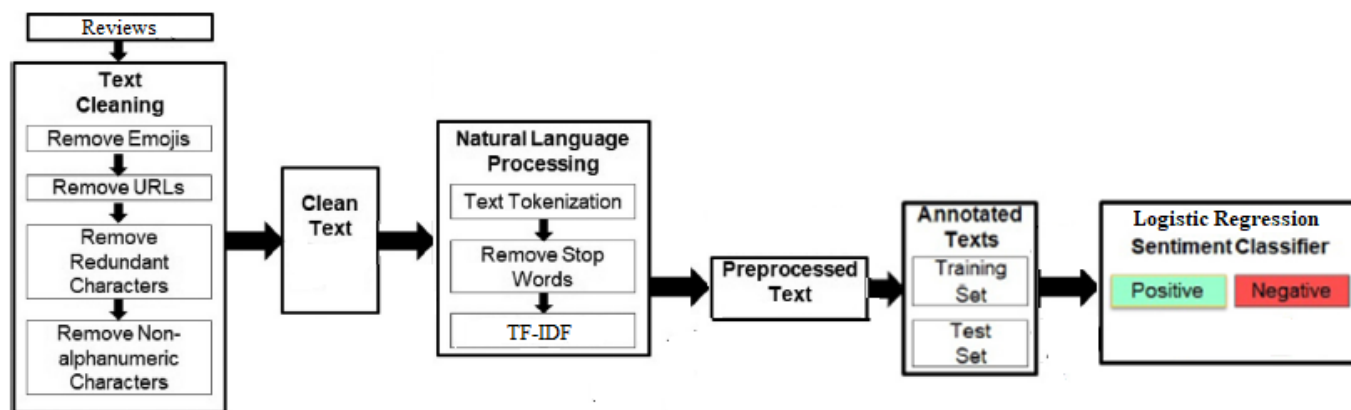 Reviews
Text
Cleaning
Remove Emojis
Remove URLs
Remove
Redundant
Characters
Remove Non-
alphanumeric
Characters
Clean
Text
Natural Language
Processing
Text Tokenization
Remove Stop
Words
TF-IDF
Preprocessed
Text
Annotated
Texts
Training
Set
Test
Set
Logistic Regression
Sentiment Classifier
Positive
Negative